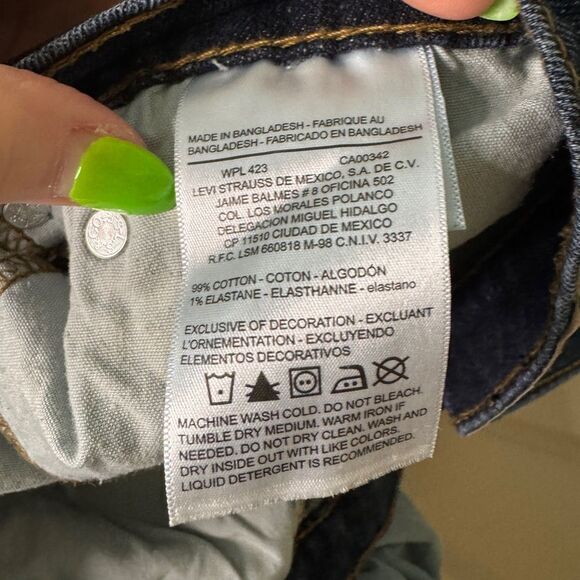 MADE IN BANGLADESH - FABRIQUE AU
BANGLADESH - FABRICADO EN BANGLADESH
WPL 423 CA00342
LEVI STRAUSS DE MEXICO, S.A. DE C.V.
JAIME BALMES # 8 OFICINA 502
COL. LOS MORALES POLANCO
DELEGACION MIGUEL HIDALGO
CP 11510 CIUDAD DE MEXICO
R.F.C. LSM 660818 M-98 C.N.I.V. 3337
99% COTTON - COTON - ALGODÓN
1% ELASTANE - ELASTHANNE - elastano
EXCLUSIVE OF DECORATION - EXCLUANT
L'ORNEMENTATION - EXCLUYENDO
ELEMENTOS DECORATIVOS
MACHINE WASH COLD. DO NOT BLEACH.
TUMBLE DRY MEDIUM. WARM IRON IF
NEEDED. DO NOT DRY CLEAN. WASH AND
DRY INSIDE OUT WITH LIKE COLORS.
LIQUID DETERGENT IS RECOMMENDED.